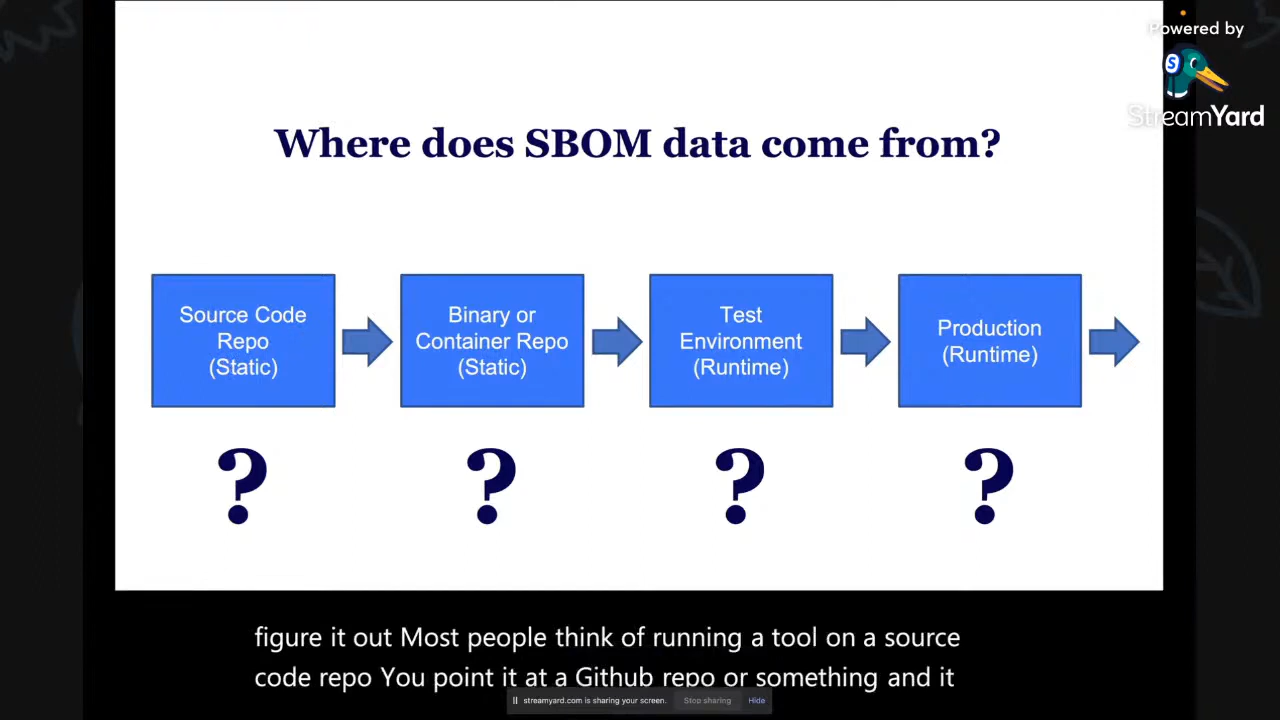 Powered by
StreamYard
Where does SBOM data come from?
Source Code
Repo
(Static)
Binary or
Container Repo
(Static)
Test
Environment
(Runtime)
Production
(Runtime)
? ? ? ?
figure it out Most people think of running a tool on a source
code repo You point it at a Github repo or something and it
streamyard.com is sharing your screen. Stop sharing Hide